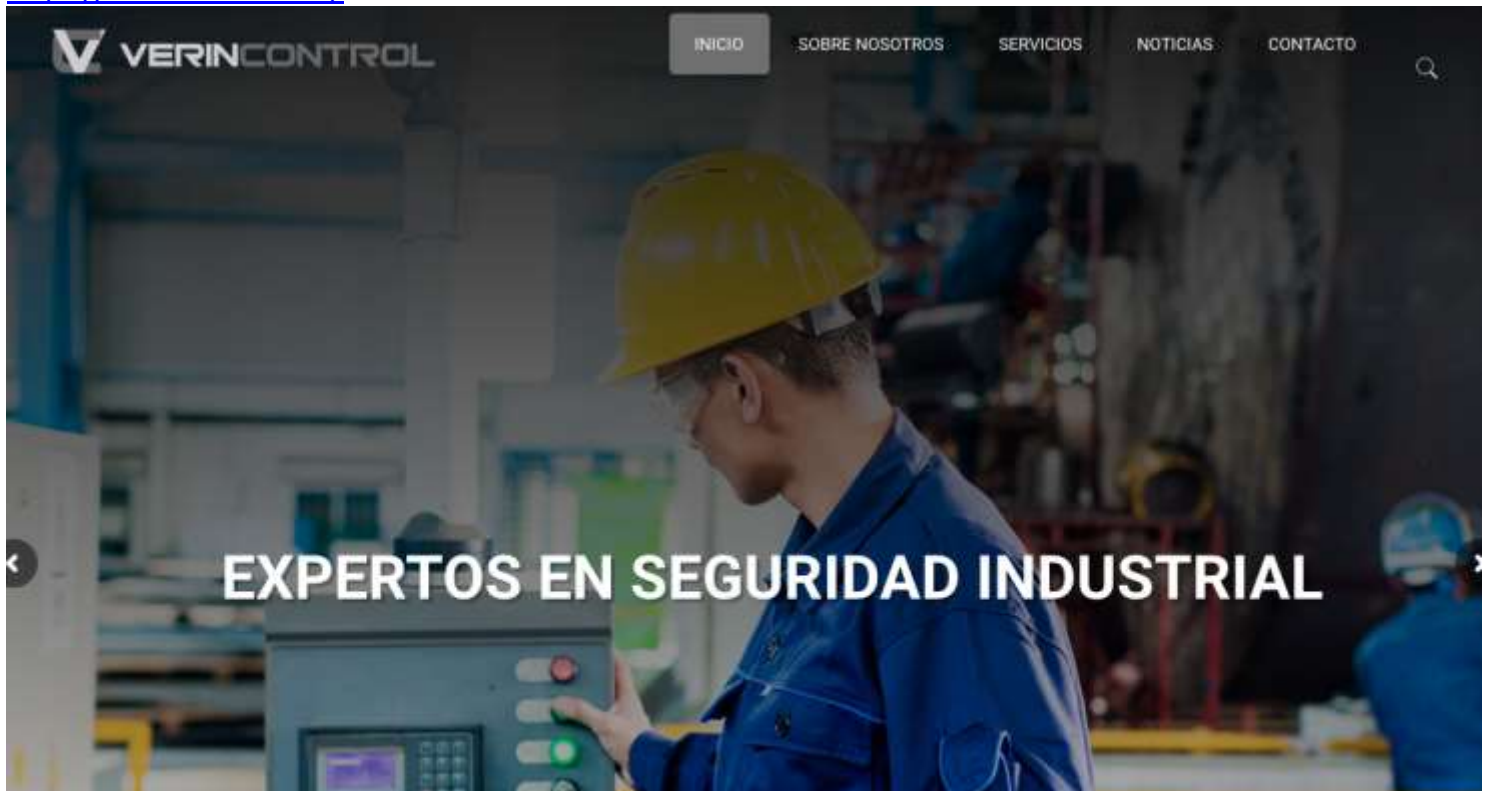 VERINCONTROL
INICIO SOBRE NOSOTROS SERVICIOS NOTICIAS CONTACTO
EXPERTOS EN SEGURIDAD INDUSTRIAL